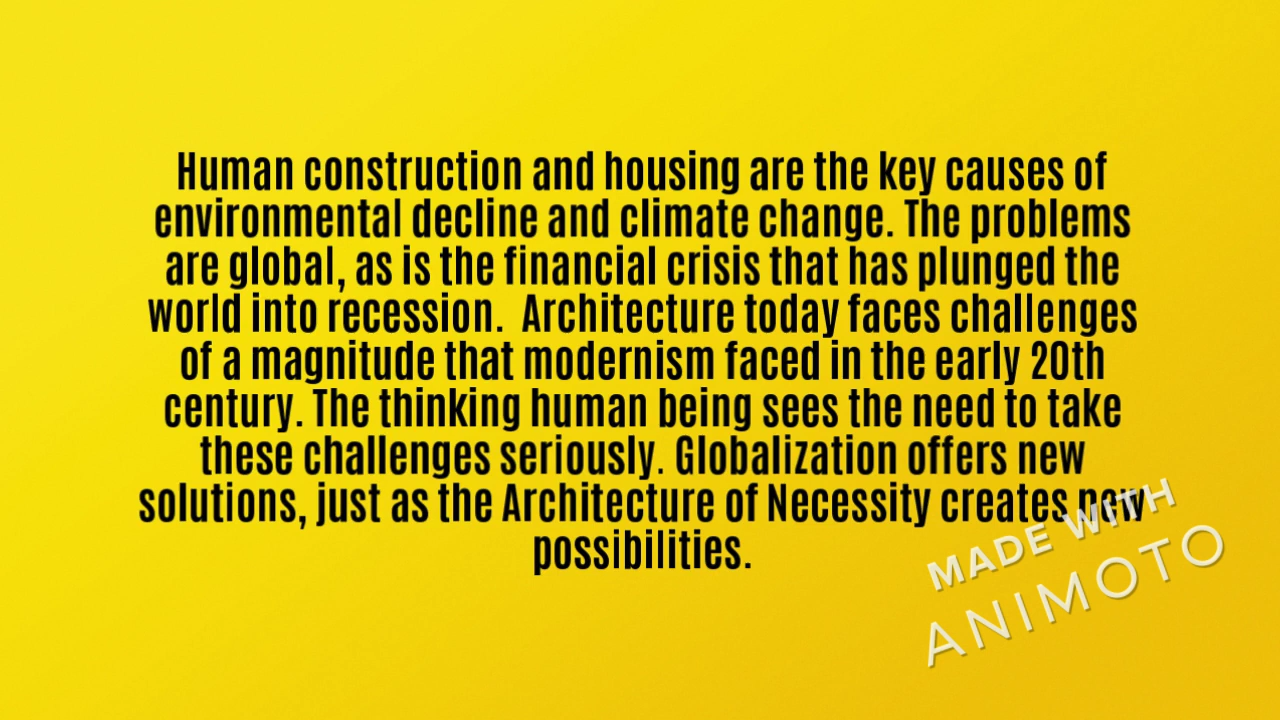 Human construction and housing are the key causes of
environmental decline and climate change. The problems
are global, as is the financial crisis that has plunged the
world into recession.  Architecture today faces challenges
of a magnitude that modernism faced in the early 20th
century. The thinking human being sees the need to take
these challenges seriously. Globalization offers new
solutions, just as the Architecture of Necessity creates new
possibilities.
MADE WITH
ANIMOTO